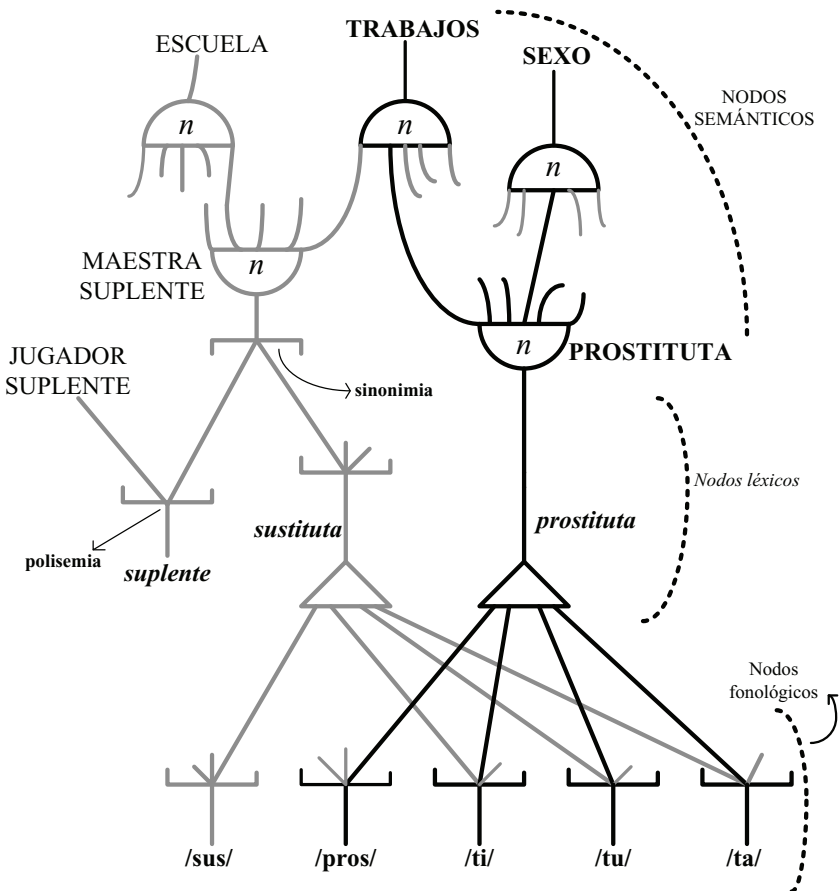 ESCUELA
TRABAJOS
SEXO
NODOS
SEMÁNTICOS
n
n
n
MAESTRA
SUPLENTE
n
n
PROSTITUTA
JUGADOR
SUPLENTE
sinonimia
Nodos léxicos
sustituta
prostituta
polisemia
suplente
Nodos
fonológicos
/sus/
/pros/
/ti/
/tu/
/ta/